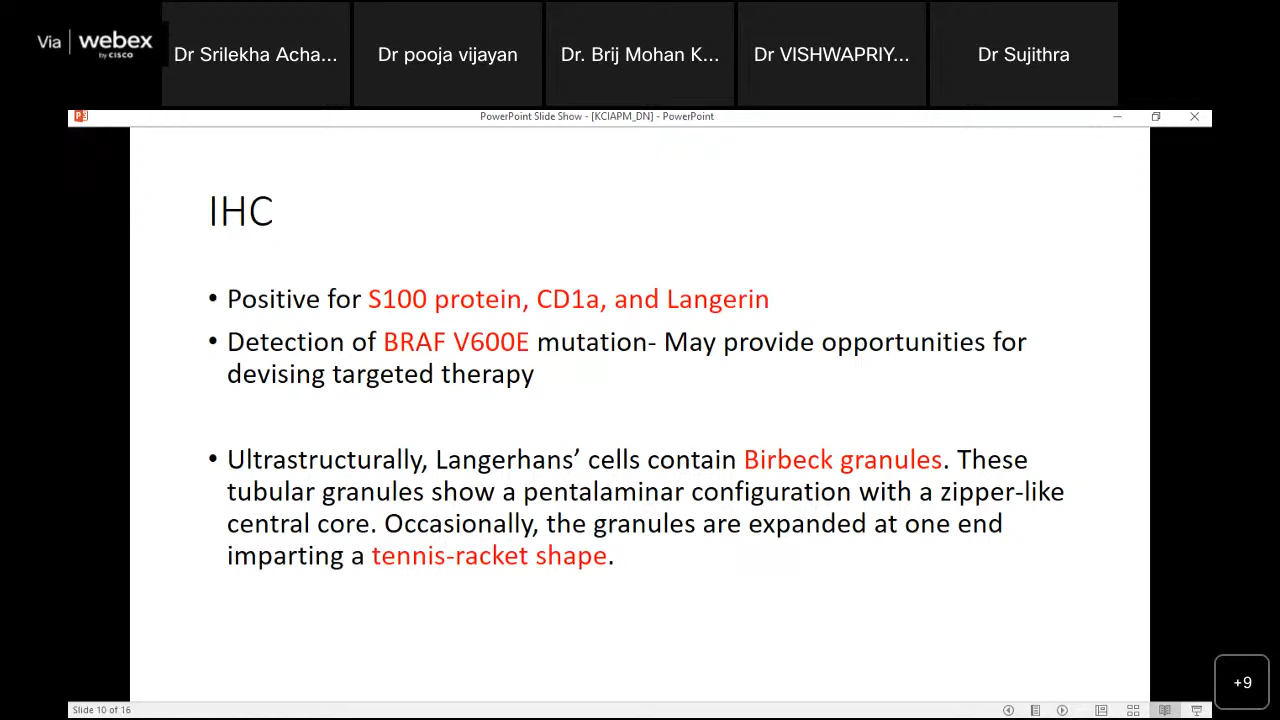 Via webex
by CISCO
Dr Srilekha Acha...
Dr pooja vijayan
Dr. Brij Mohan K...
Dr VISHWAPRIY...
Dr Sujithra
PowerPoint Slide Show - [KCIAPM_DN] - PowerPoint
IHC
• Positive for S100 protein, CD1a, and Langerin
• Detection of BRAF V600E mutation- May provide opportunities for
devising targeted therapy
• Ultrastructurally, Langerhans’ cells contain Birbeck granules. These
tubular granules show a pentalaminar configuration with a zipper-like
central core. Occasionally, the granules are expanded at one end
imparting a tennis-racket shape.
+9
Slide 10 of 16